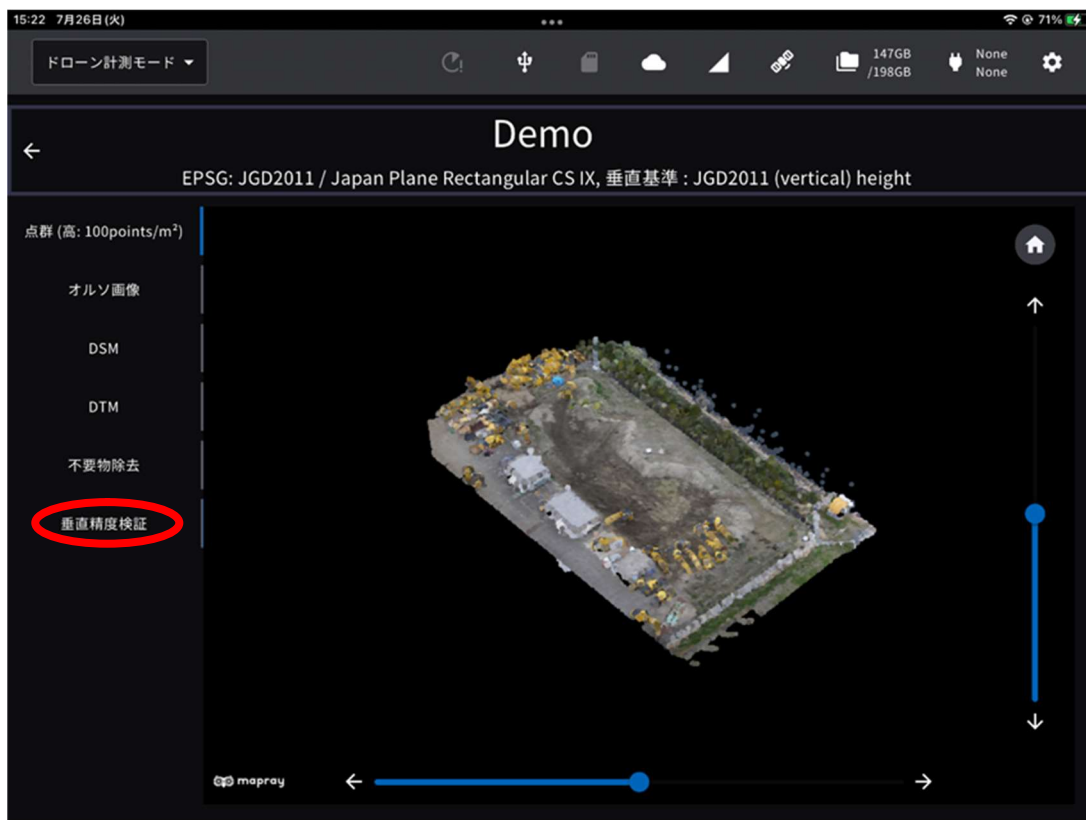 15:22 7月26日(火)
71%
ドローン計測モード
147GB
/198GB
None
None
Demo
EPSG: JGD2011 / Japan Plane Rectangular CS IX, 垂直基準 : JGD2011 (vertical) height
点群 (高: 100points/m²)
オルソ画像
DSM
DTM
不要物除去
垂直精度検証
mapray